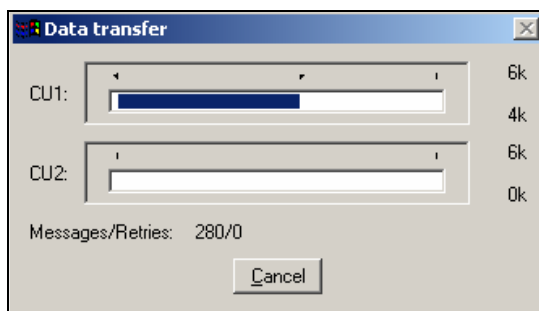 Data transfer
CU1:
6k
4k
CU2:
6k
0k
Messages/Retries: 280/0
Cancel